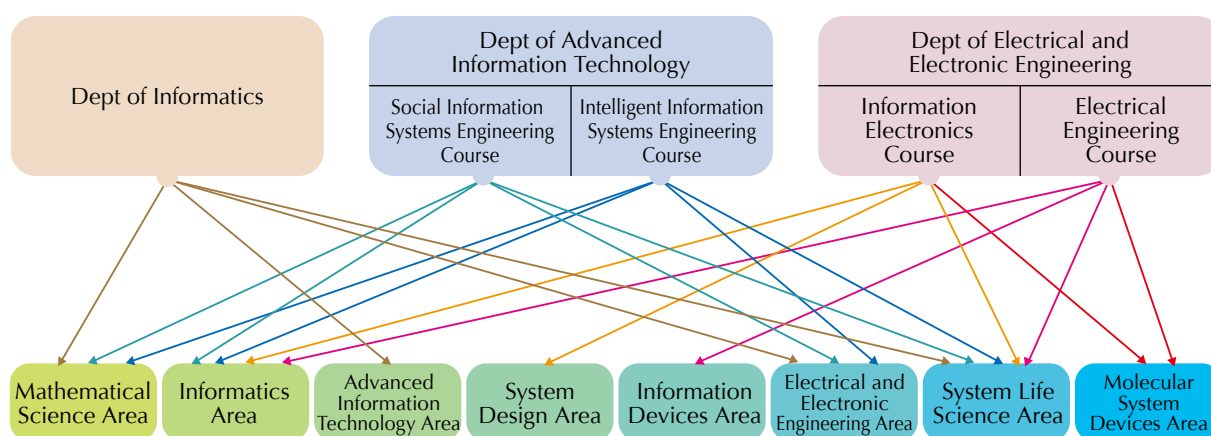 Dept of Informatics
Dept of Advanced
Information Technology
Social Information
Systems Engineering
Course
Intelligent Information
Systems Engineering
Course
Dept of Electrical and
Electronic Engineering
Information
Electronics
Course
Electrical
Engineering
Course
Mathematical
Science Area
Informatics
Area
Advanced
Information
Technology Area
System
Design Area
Information
Devices Area
Electrical and
Electronic
Engineering Area
System Life
Science Area
Molecular
System
Devices Area